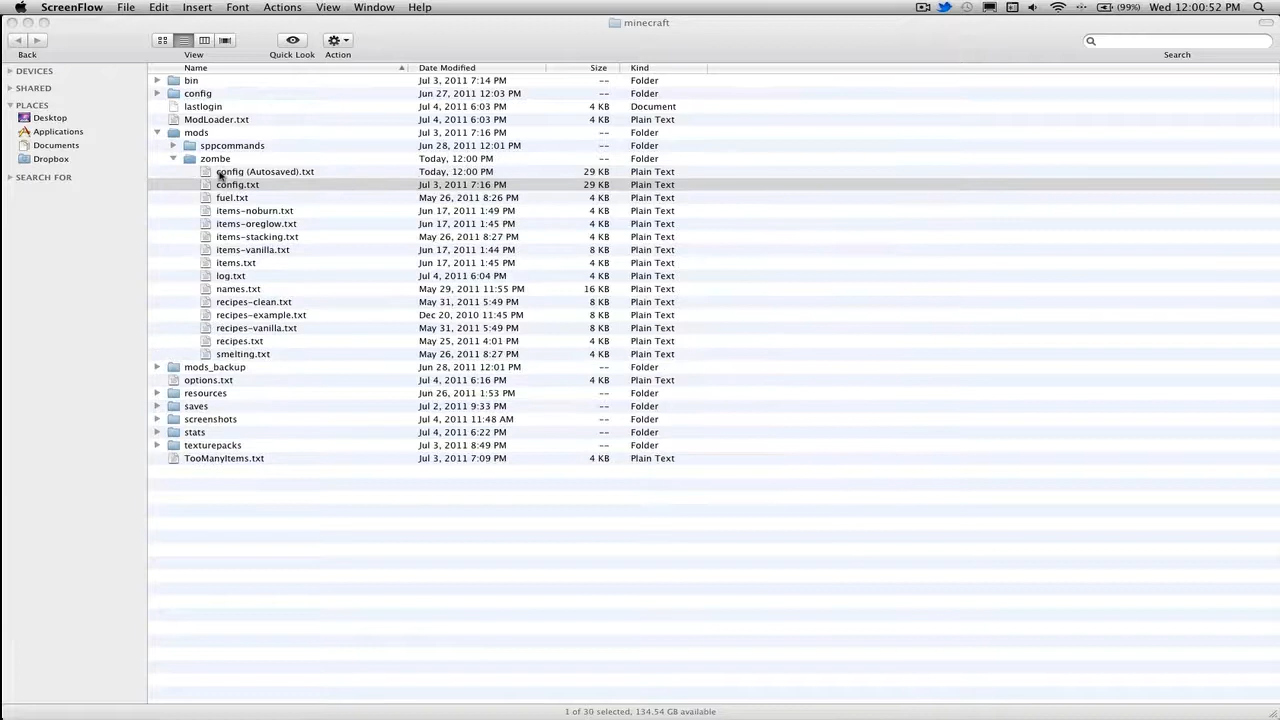 ScreenFlow File Edit Insert Font Actions View Window Help (99%) Wed 12:00:52 PM
minecraft
Back View Quick Look Action Search
Name Date Modified Size Kind
DEVICES
SHARED
PLACES
Desktop
Applications
Documents
Dropbox
SEARCH FOR
bin Jul 3, 2011 7:14 PM -- Folder
config Jun 27, 2011 12:03 PM -- Folder
lastlogin Jul 4, 2011 6:03 PM 4 KB Document
ModLoader.txt Jul 4, 2011 6:03 PM 4 KB Plain Text
mods Jul 3, 2011 7:16 PM -- Folder
sppcommands Jun 28, 2011 12:01 PM -- Folder
zombe Today, 12:00 PM -- Folder
config (Autosaved).txt Today, 12:00 PM 29 KB Plain Text
config.txt Jul 3, 2011 7:16 PM 29 KB Plain Text
fuel.txt May 26, 2011 8:26 PM 4 KB Plain Text
items-noburn.txt Jun 17, 2011 1:49 PM 4 KB Plain Text
items-oreglow.txt Jun 17, 2011 1:45 PM 4 KB Plain Text
items-stacking.txt May 26, 2011 8:27 PM 4 KB Plain Text
items-vanilla.txt Jun 17, 2011 1:44 PM 8 KB Plain Text
items.txt Jun 17, 2011 1:45 PM 4 KB Plain Text
log.txt Jul 4, 2011 6:04 PM 4 KB Plain Text
names.txt May 29, 2011 11:55 PM 16 KB Plain Text
recipes-clean.txt May 31, 2011 5:49 PM 8 KB Plain Text
recipes-example.txt Dec 20, 2010 11:45 PM 8 KB Plain Text
recipes-vanilla.txt May 31, 2011 5:49 PM 8 KB Plain Text
recipes.txt May 25, 2011 4:01 PM 4 KB Plain Text
smelting.txt May 26, 2011 8:27 PM 4 KB Plain Text
mods_backup Jun 28, 2011 12:01 PM -- Folder
options.txt Jul 4, 2011 6:16 PM 4 KB Plain Text
resources Jun 26, 2011 1:53 PM -- Folder
saves Jul 2, 2011 9:33 PM -- Folder
screenshots Jul 4, 2011 11:48 AM -- Folder
stats Jul 4, 2011 6:22 PM -- Folder
texturepacks Jul 3, 2011 8:49 PM -- Folder
TooManyItems.txt Jul 3, 2011 7:09 PM 4 KB Plain Text
1 of 30 selected, 134.54 GB available